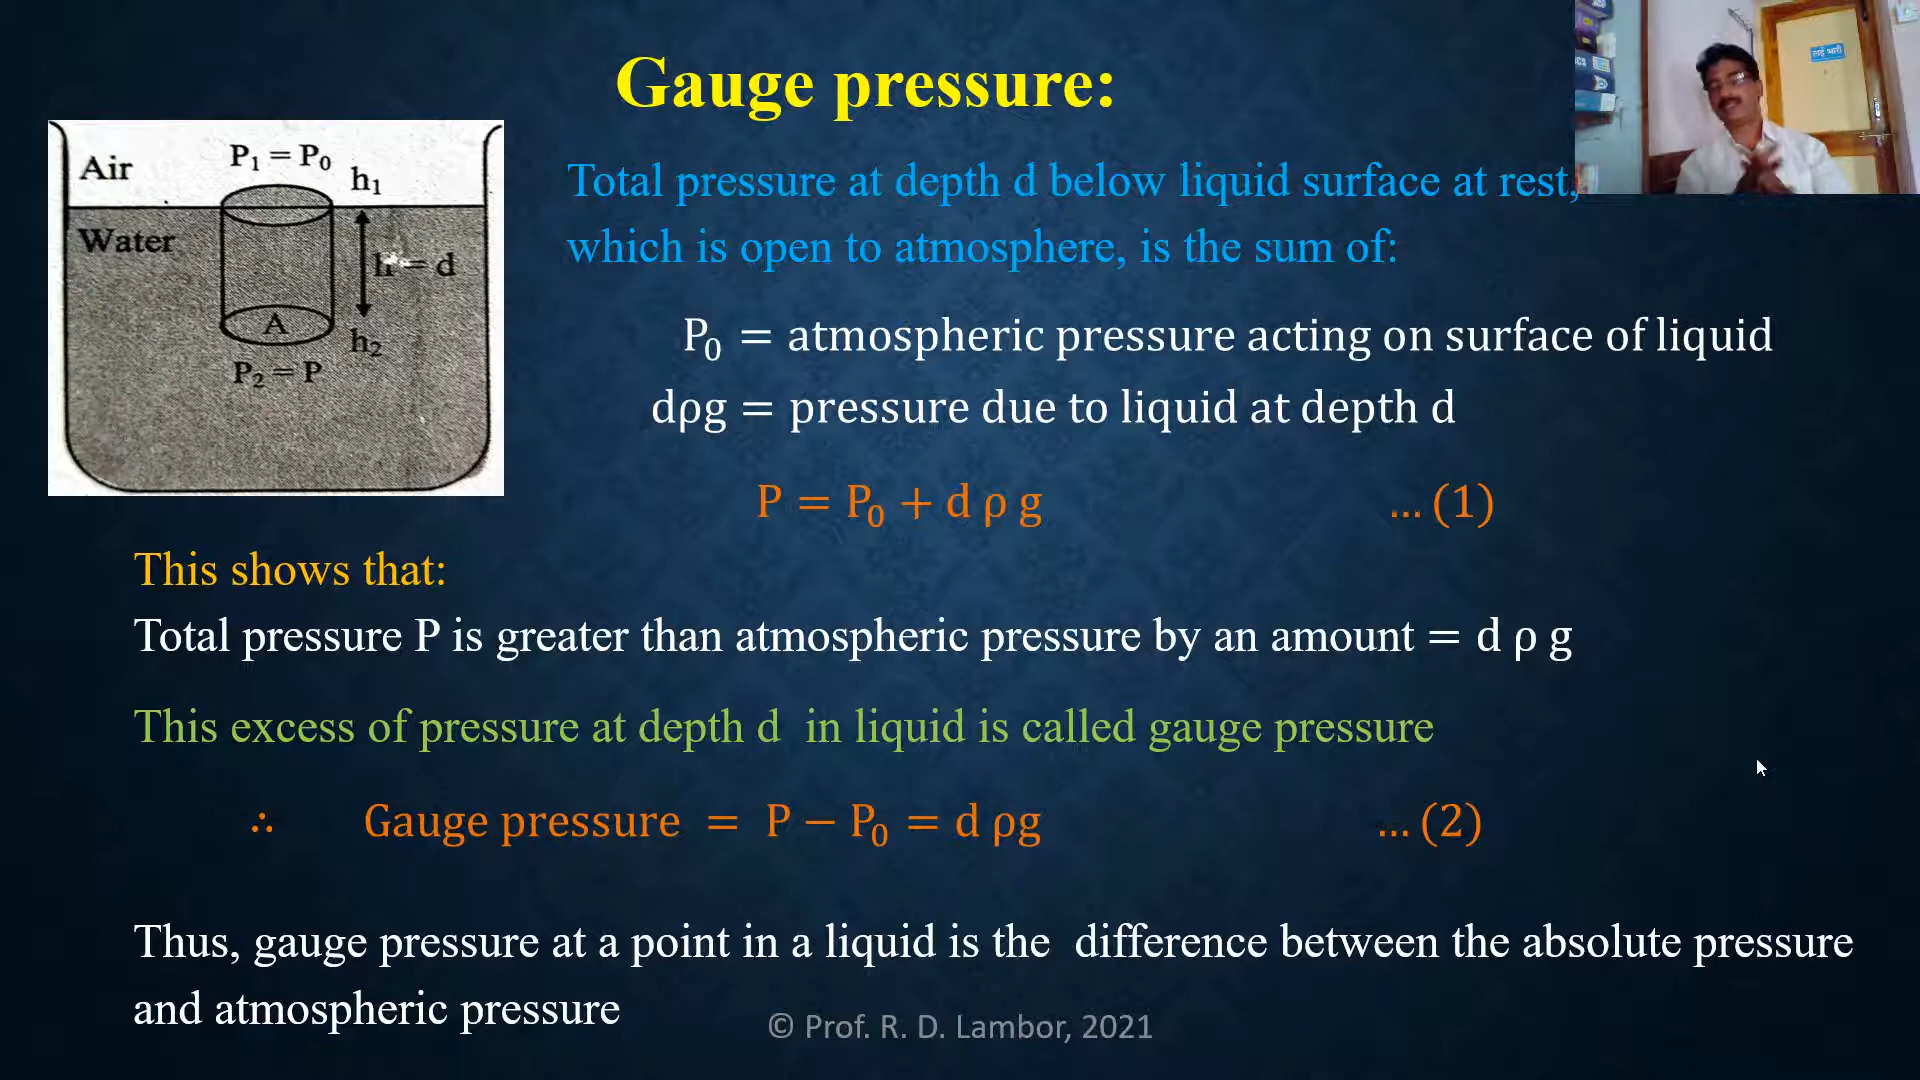 Gauge pressure:
Air
P₁ = P₀
h₁
Water
h = d
A
h₂
P₂ = P
Total pressure at depth d below liquid surface at rest,
which is open to atmosphere, is the sum of:
P₀ = atmospheric pressure acting on surface of liquid
dρg = pressure due to liquid at depth d
P = P₀ + d ρ g ... (1)
This shows that:
Total pressure P is greater than atmospheric pressure by an amount = d ρ g
This excess of pressure at depth d in liquid is called gauge pressure
∴ Gauge pressure = P − P₀ = d ρg ... (2)
Thus, gauge pressure at a point in a liquid is the difference between the absolute pressure
and atmospheric pressure
© Prof. R. D. Lambor, 2021